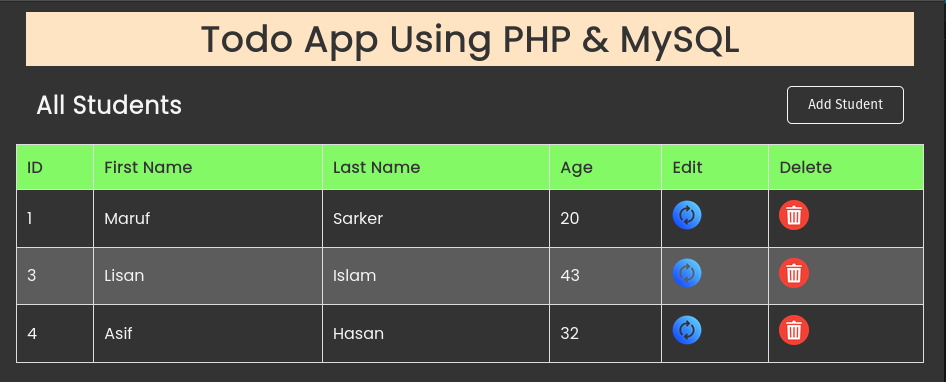 Todo App Using PHP & MySQL
All Students
Add Student
ID First Name Last Name Age Edit Delete
1 Maruf Sarker 20
3 Lisan Islam 43
4 Asif Hasan 32